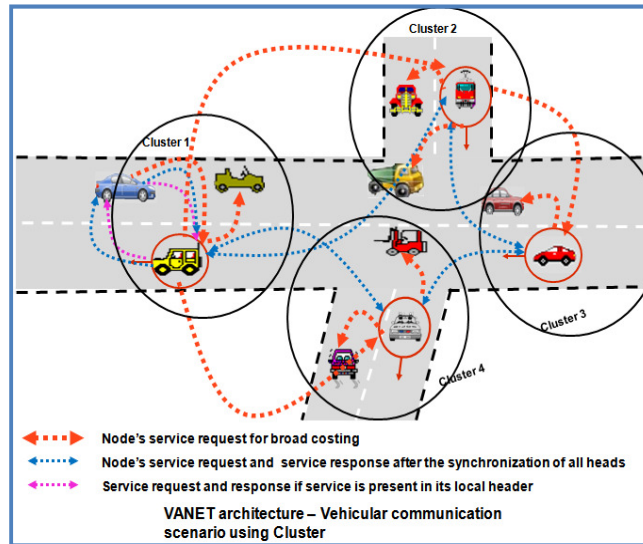 Cluster 2
Cluster 1
Cluster 3
Cluster 4
Node's service request for broad costing
Node's service request and service response after the synchronization of all heads
Service request and response if service is present in its local header
VANET architecture – Vehicular communication
scenario using Cluster